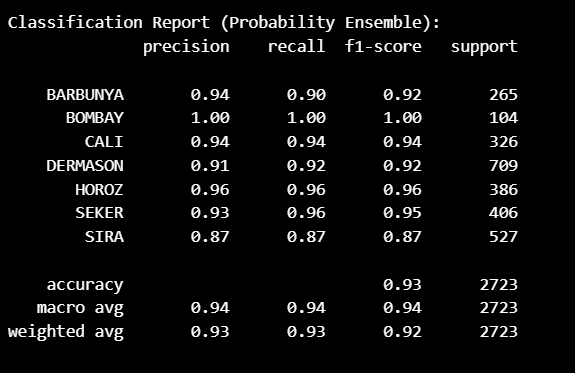 Classification Report (Probability Ensemble):
precision recall f1-score support
BARBUNYA 0.94 0.90 0.92 265
BOMBAY 1.00 1.00 1.00 104
CALI 0.94 0.94 0.94 326
DERMASON 0.91 0.92 0.92 709
HOROZ 0.96 0.96 0.96 386
SEKER 0.93 0.96 0.95 406
SIRA 0.87 0.87 0.87 527
accuracy 0.93 2723
macro avg 0.94 0.94 0.94 2723
weighted avg 0.93 0.93 0.92 2723